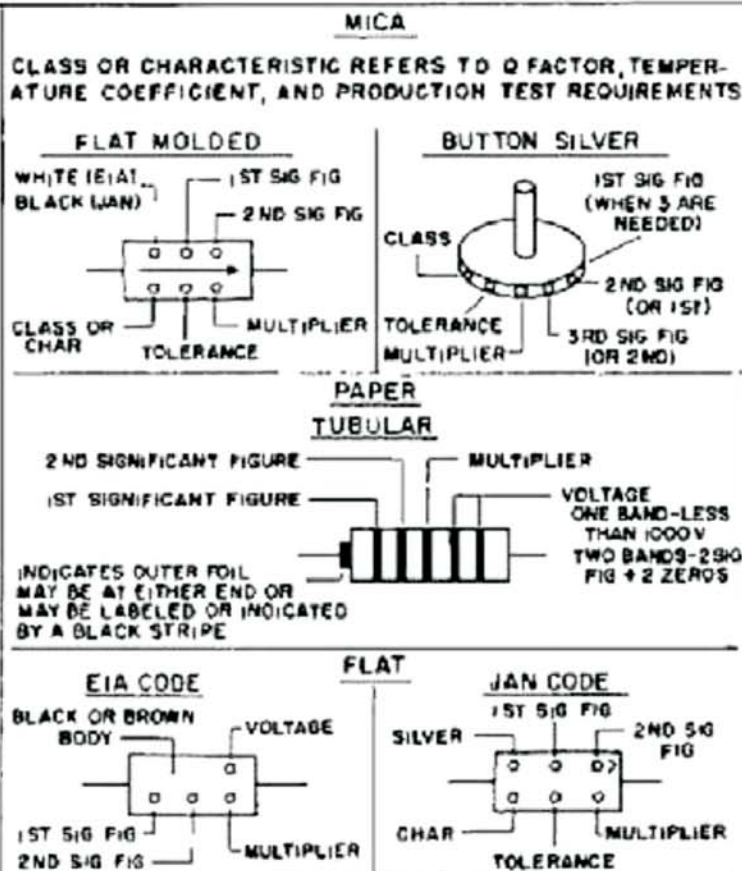 MICA
CLASS OR CHARACTERISTIC REFERS TO Q FACTOR, TEMPER-
ATURE COEFFICIENT, AND PRODUCTION TEST REQUIREMENTS
FLAT MOLDED
WHITE (EIA)
BLACK (JAN)
1ST SIG FIG
2ND SIG FIG
CLASS OR
CHAR
TOLERANCE
MULTIPLIER
BUTTON SILVER
1ST SIG FIG
(WHEN 3 ARE
NEEDED)
CLASS
2ND SIG FIG
(OR 1ST)
TOLERANCE
MULTIPLIER
3RD SIG FIG
(OR 2ND)
PAPER
TUBULAR
2ND SIGNIFICANT FIGURE
MULTIPLIER
1ST SIGNIFICANT FIGURE
VOLTAGE
ONE BAND-LESS
THAN 1000V
TWO BANDS-2SIG
FIG + 2 ZEROS
INDICATES OUTER FOIL
MAY BE AT EITHER END OR
MAY BE LABELED OR INDICATED
BY A BLACK STRIPE
FLAT
EIA CODE
BLACK OR BROWN
BODY
VOLTAGE
1ST SIG FIG
2ND SIG FIG
MULTIPLIER
JAN CODE
1ST SIG FIG
SILVER
2ND SIG
FIG
CHAR
MULTIPLIER
TOLERANCE